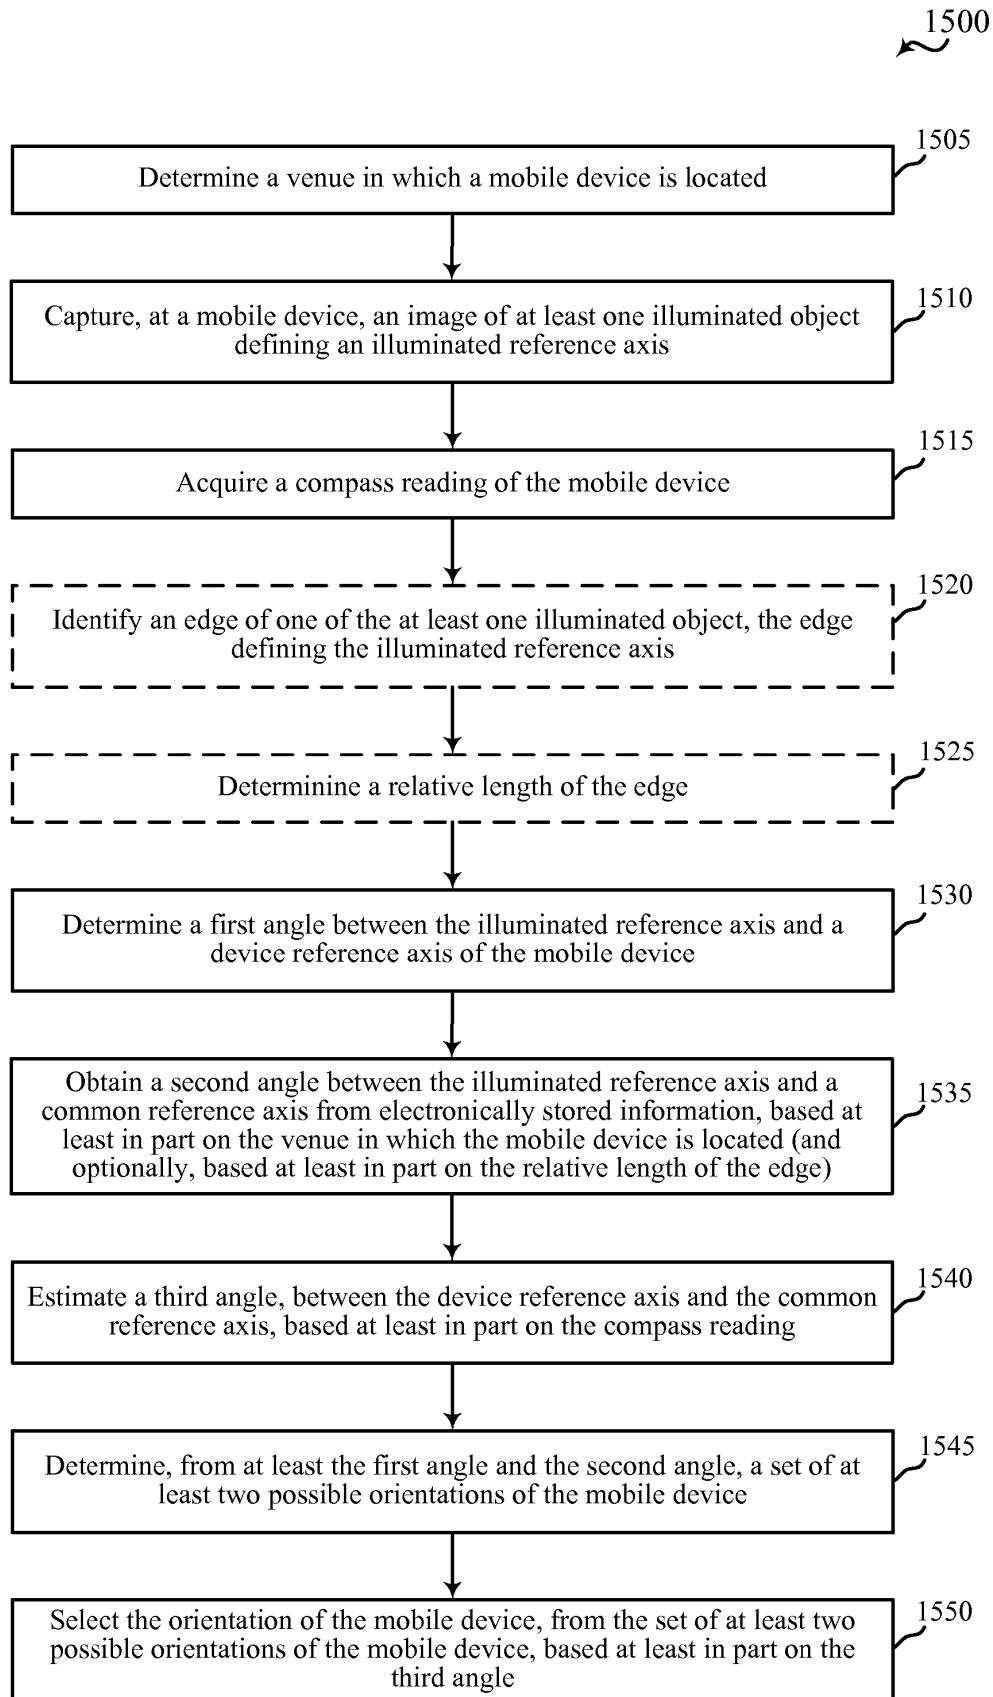 1500
1505
Determine a venue in which a mobile device is located
1510
Capture, at a mobile device, an image of at least one illuminated object
defining an illuminated reference axis
1515
Acquire a compass reading of the mobile device
1520
Identify an edge of one of the at least one illuminated object, the edge
defining the illuminated reference axis
1525
Determinine a relative length of the edge
1530
Determine a first angle between the illuminated reference axis and a
device reference axis of the mobile device
1535
Obtain a second angle between the illuminated reference axis and a
common reference axis from electronically stored information, based at
least in part on the venue in which the mobile device is located (and
optionally, based at least in part on the relative length of the edge)
1540
Estimate a third angle, between the device reference axis and the common
reference axis, based at least in part on the compass reading
1545
Determine, from at least the first angle and the second angle, a set of at
least two possible orientations of the mobile device
1550
Select the orientation of the mobile device, from the set of at least two
possible orientations of the mobile device, based at least in part on the
third angle